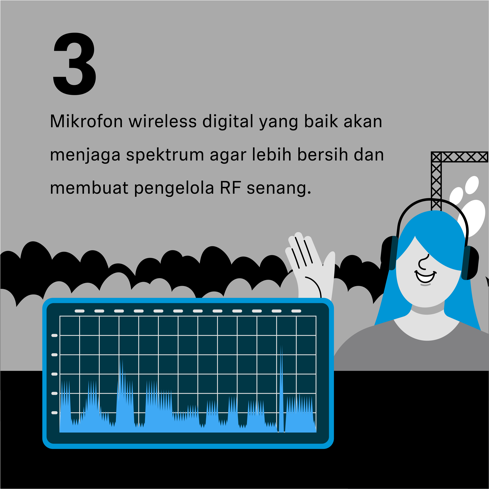 3
Mikrofon wireless digital yang baik akan
menjaga spektrum agar lebih bersih dan
membuat pengelola RF senang.